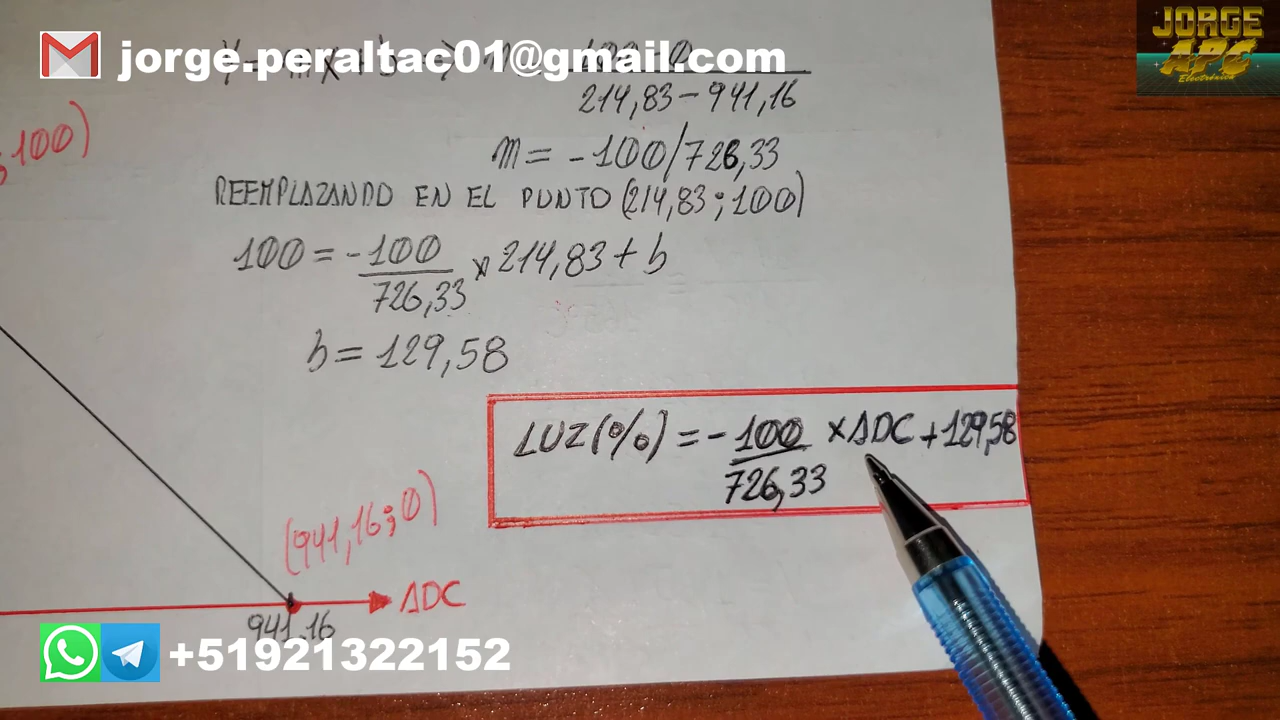 jorge.peraltac01@gmail.com
JORGE
APC
Electrónica
214,83 - 941,16
;100)
m = -100/726,33
REEMPLAZANDO EN EL PUNTO (214,83;100)
100 = -100/726,33 x 214,83 + b
b = 129,58
LUZ(%) = -100/726,33 x ADC + 129,58
(941,16;0)
ADC
941,16
+51921322152